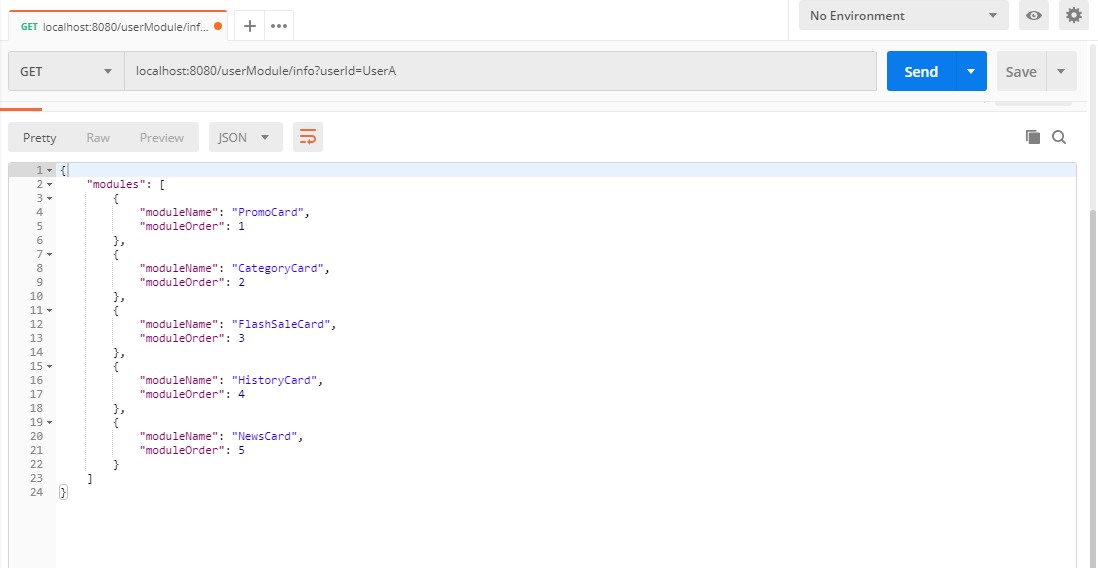 GET localhost:8080/userModule/inf...
No Environment
GET localhost:8080/userModule/info?userId=UserA Send Save
Pretty Raw Preview JSON
1 {
2 "modules": [
3 {
4 "moduleName": "PromoCard",
5 "moduleOrder": 1
6 },
7 {
8 "moduleName": "CategoryCard",
9 "moduleOrder": 2
10 },
11 {
12 "moduleName": "FlashSaleCard",
13 "moduleOrder": 3
14 },
15 {
16 "moduleName": "HistoryCard",
17 "moduleOrder": 4
18 },
19 {
20 "moduleName": "NewsCard",
21 "moduleOrder": 5
22 }
23 ]
24 }